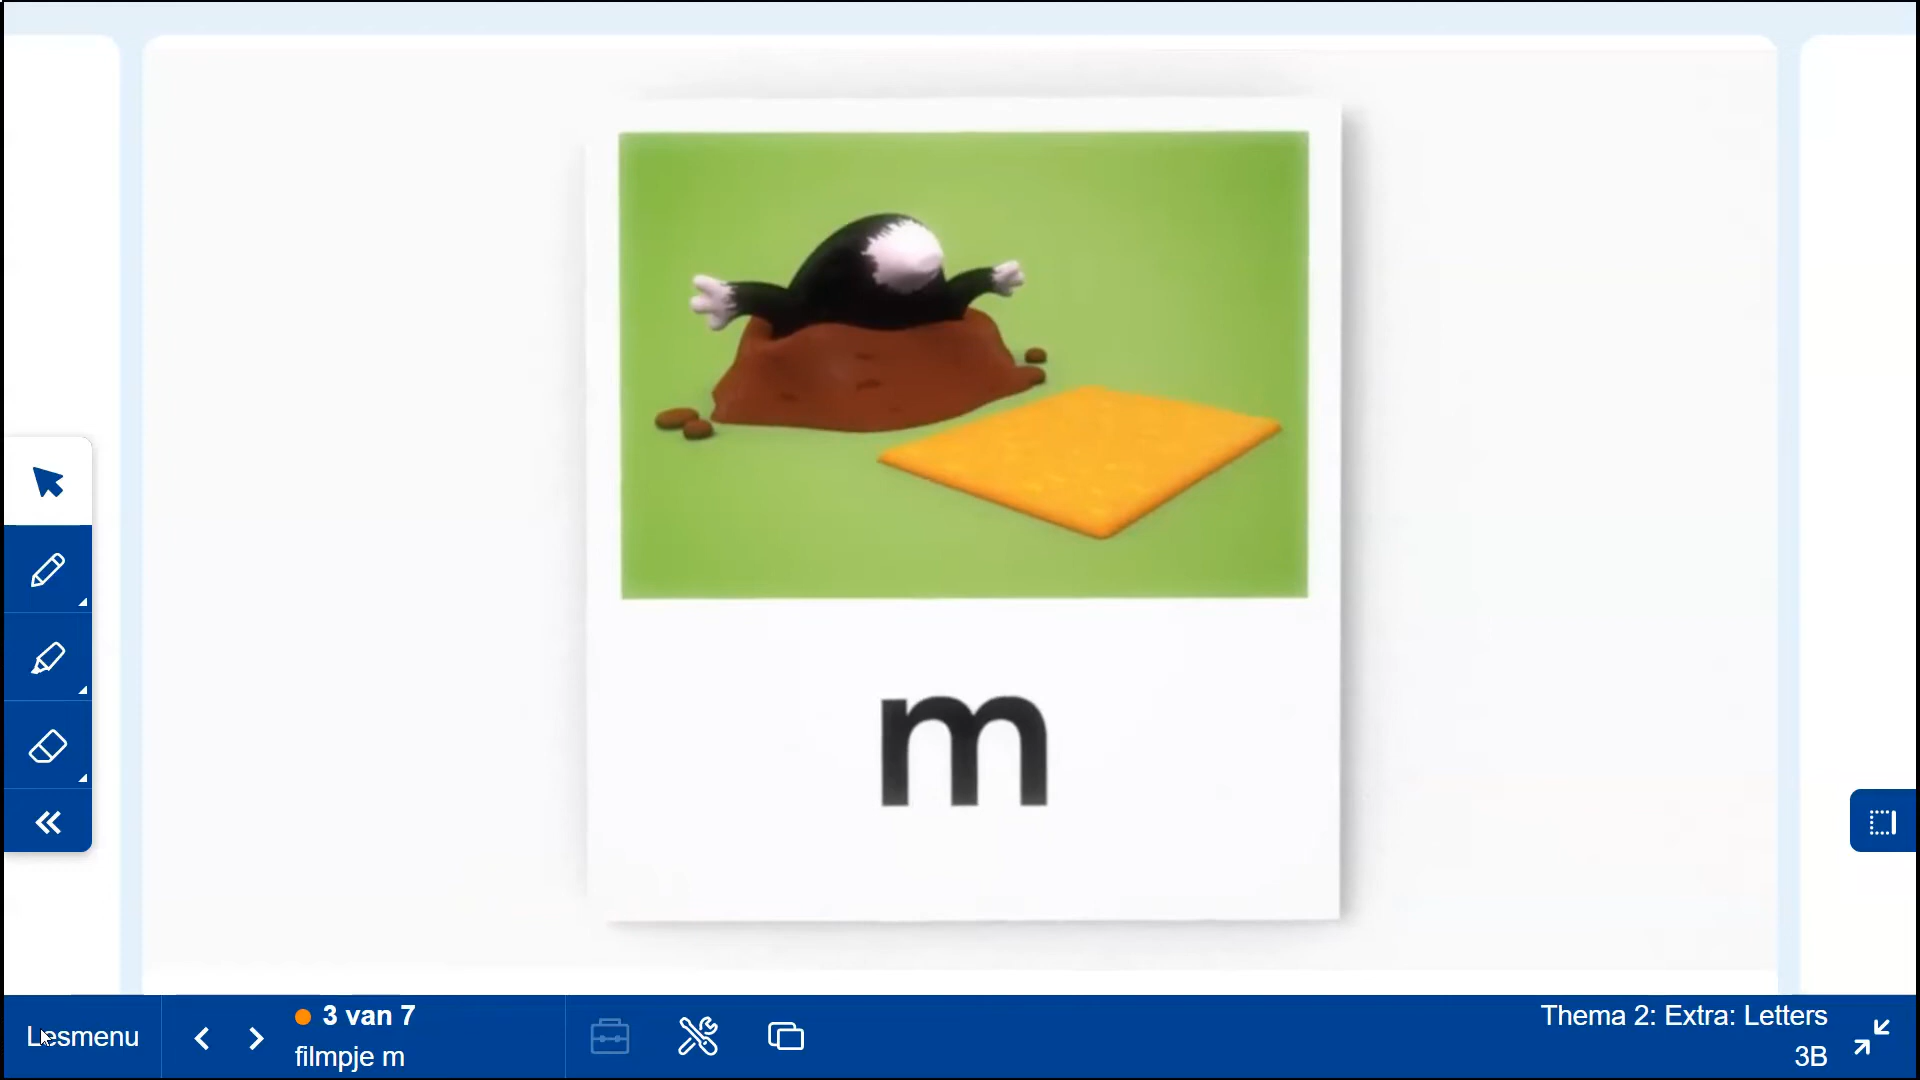 m
Lesmenu
3 van 7
filmpje m
Thema 2: Extra: Letters
3B